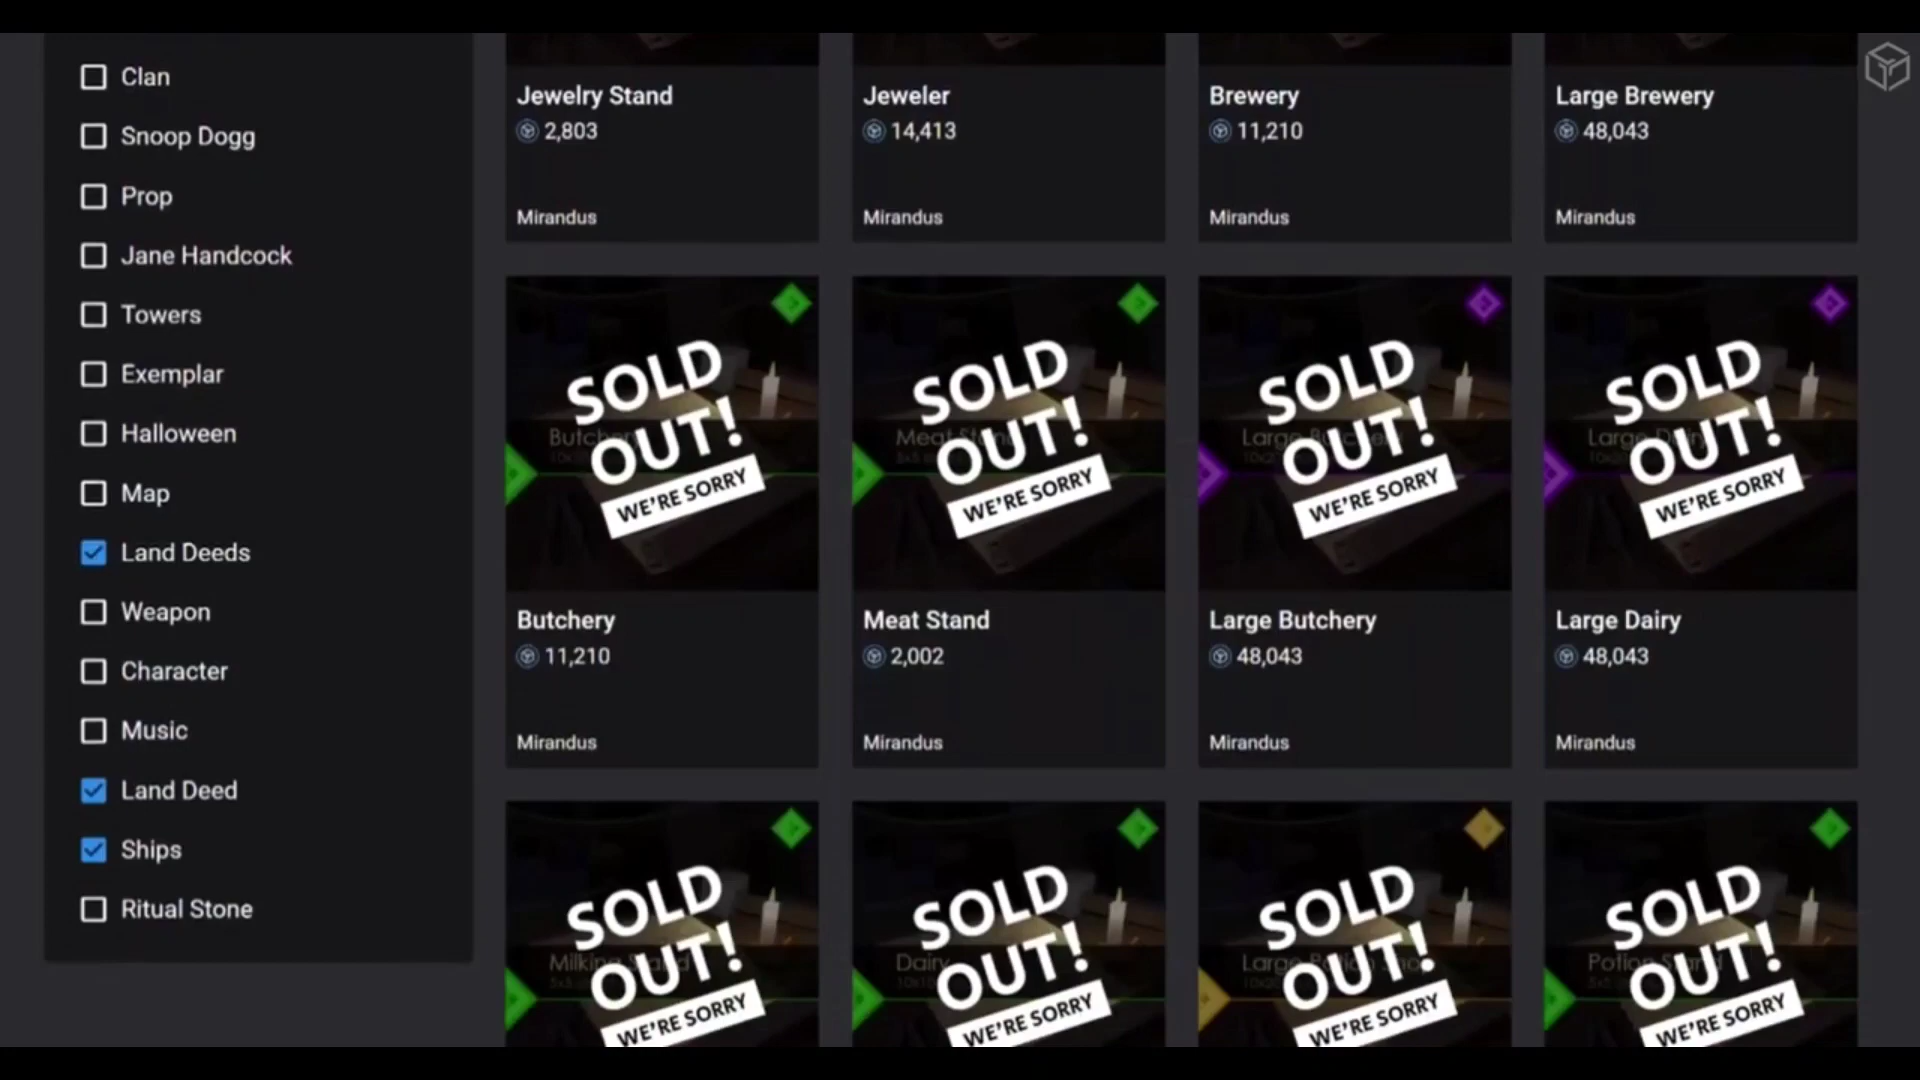 Clan
Snoop Dogg
Prop
Jane Handcock
Towers
Exemplar
Halloween
Map
Land Deeds
Weapon
Character
Music
Land Deed
Ships
Ritual Stone
Jewelry Stand
2,803
Mirandus
Jeweler
14,413
Mirandus
Brewery
11,210
Mirandus
Large Brewery
48,043
Mirandus
SOLD
OUT!
WE'RE SORRY
Butchery
11,210
Mirandus
SOLD
OUT!
WE'RE SORRY
Meat Stand
2,002
Mirandus
SOLD
OUT!
WE'RE SORRY
Large Butchery
48,043
Mirandus
SOLD
OUT!
WE'RE SORRY
Large Dairy
48,043
Mirandus
SOLD
OUT!
WE'RE SORRY
SOLD
OUT!
Dairy
WE'RE SORRY
SOLD
OUT!
Large
WE'RE SORRY
SOLD
OUT!
Potion
WE'RE SORRY